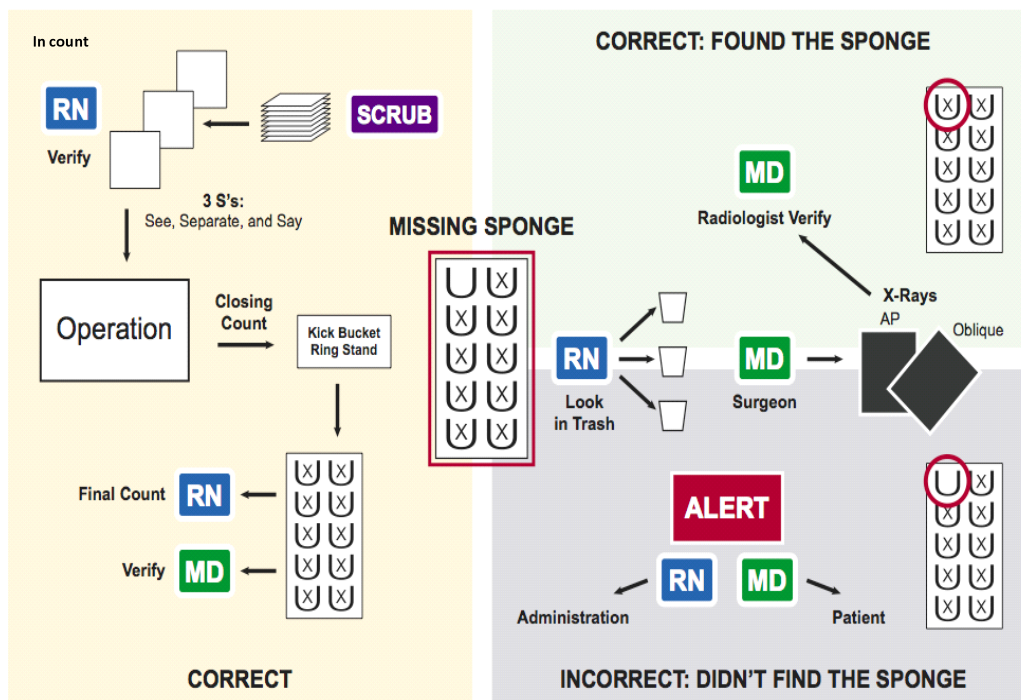 In count
RN
SCRUB
Verify
3 S's:
See, Separate, and Say
Operation
Closing
Count
Kick Bucket
Ring Stand
Final Count
RN
Verify
MD
X X
X X
X X
X X
X X
CORRECT
MISSING SPONGE
X
X X
X X
X X
X X
RN
Look
in Trash
MD
Surgeon
CORRECT: FOUND THE SPONGE
MD
Radiologist Verify
X-Rays
AP
Oblique
X X
X X
X X
X X
X X
ALERT
RN
MD
Administration
Patient
X
X X
X X
X X
X X
INCORRECT: DIDN'T FIND THE SPONGE